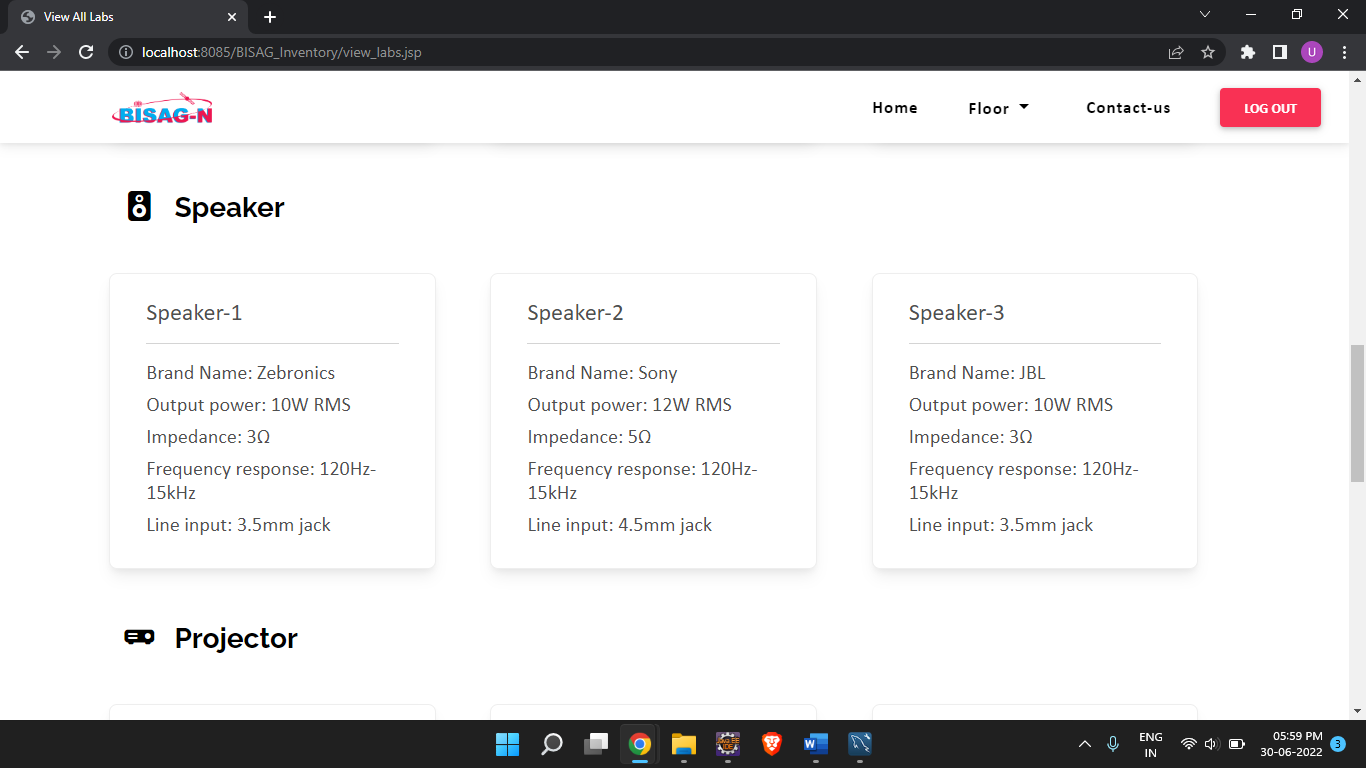 View All Labs
localhost:8085/BISAG_Inventory/view_labs.jsp
U
BISAG-N
Home
Floor
Contact-us
LOG OUT
Speaker
Speaker-1
Brand Name: Zebronics
Output power: 10W RMS
Impedance: 3Ω
Frequency response: 120Hz-
15kHz
Line input: 3.5mm jack
Speaker-2
Brand Name: Sony
Output power: 12W RMS
Impedance: 5Ω
Frequency response: 120Hz-
15kHz
Line input: 4.5mm jack
Speaker-3
Brand Name: JBL
Output power: 10W RMS
Impedance: 3Ω
Frequency response: 120Hz-
15kHz
Line input: 3.5mm jack
Projector
W
ENG
IN
05:59 PM
30-06-2022
3